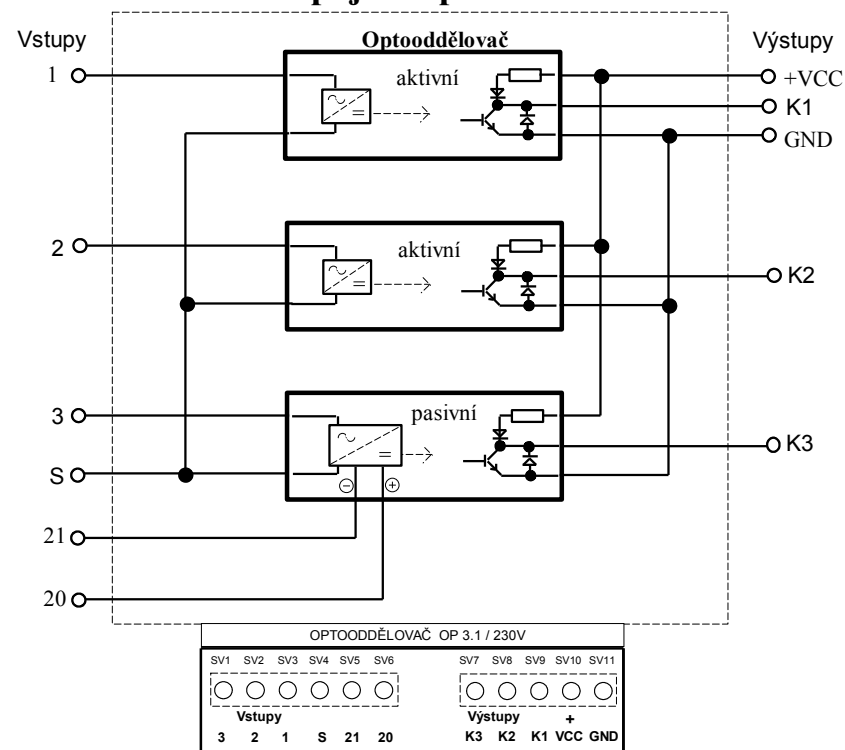 Vstupy
Optooddělovač
Výstupy
1
aktivní
+VCC
K1
GND
2
aktivní
K2
3
pasivní
K3
S
21
20
OPTOODDĚLOVAČ OP 3.1 / 230V
SV1 SV2 SV3 SV4 SV5 SV6 SV7 SV8 SV9 SV10 SV11
Vstupy Výstupy +
3 2 1 S 21 20 K3 K2 K1 VCC GND